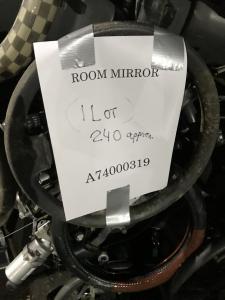 ROOM MIRROR
1 LOT
240 approx.
A74000319